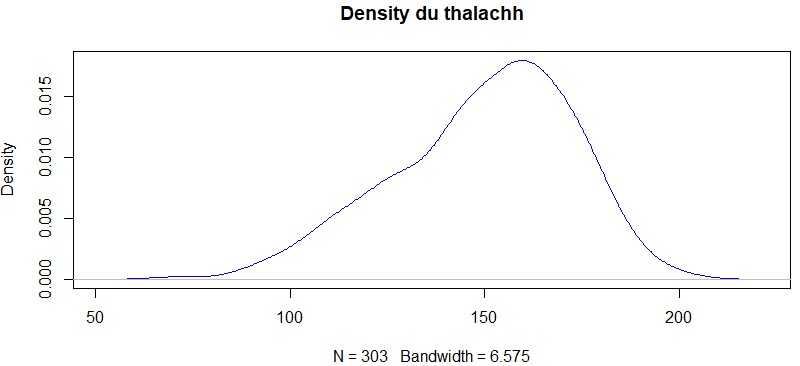 Density du thalachh
Density
0.015
0.010
0.005
0.000
50 100 150 200
N = 303 Bandwidth = 6.575